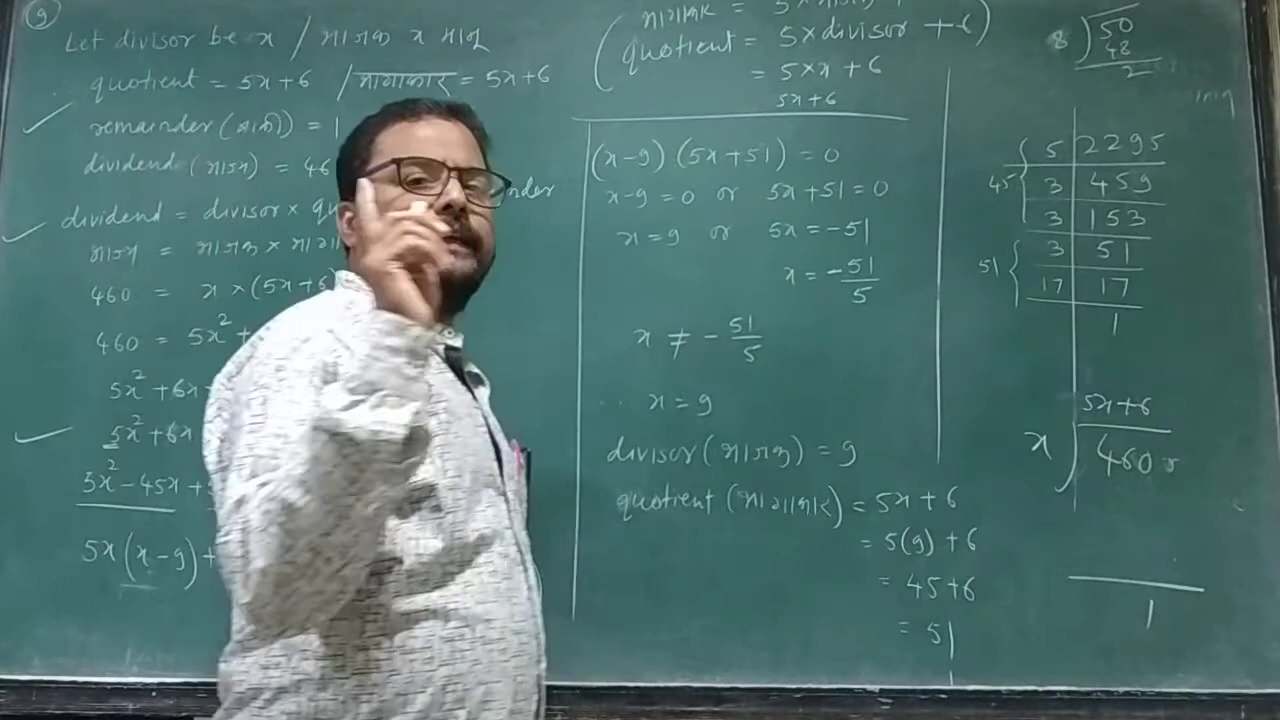 9
Let divisor be x / भाजक x मानू
quotient = 5x+6 / भागाकार = 5x+6
remainder (बाकी) = 1
dividend (भाज्य) = 46
dividend = divisor × qu
nder
भाज्य = भाजक ×
460 = x × (5x+6
460 = 5x² +
5x² + 6x
5x² + 6x
3x² - 45x +
5x(x-9)+
quotient = 5×divisor + 6
= 5×x + 6
5x+6
(x-9) (5x+51) = 0
x-9=0 or 5x+51=0
x=9 or 5x=-51
x = -51/5
x ≠ -51/5
x = 9
divisor (भाजक) = 9
quotient (भागाकार) = 5x+6
= 5(9)+6
= 45+6
= 51
8 ) 50
48
2
5 | 2295
45 { 3 | 459
3 | 153
51 { 3 | 51
17 | 17
1
5x+6
x ) 460
1